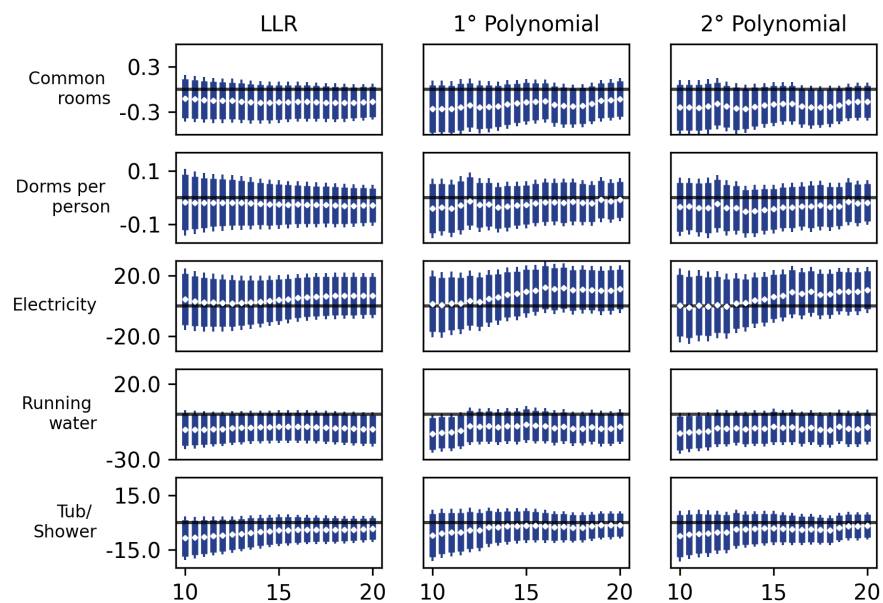 LLR 1° Polynomial 2° Polynomial
Common
rooms
0.3
-0.3
Dorms per
person
0.1
-0.1
Electricity
20.0
-20.0
Running
water
20.0
-30.0
Tub/
Shower
15.0
-15.0
10 15 20 10 15 20 10 15 20